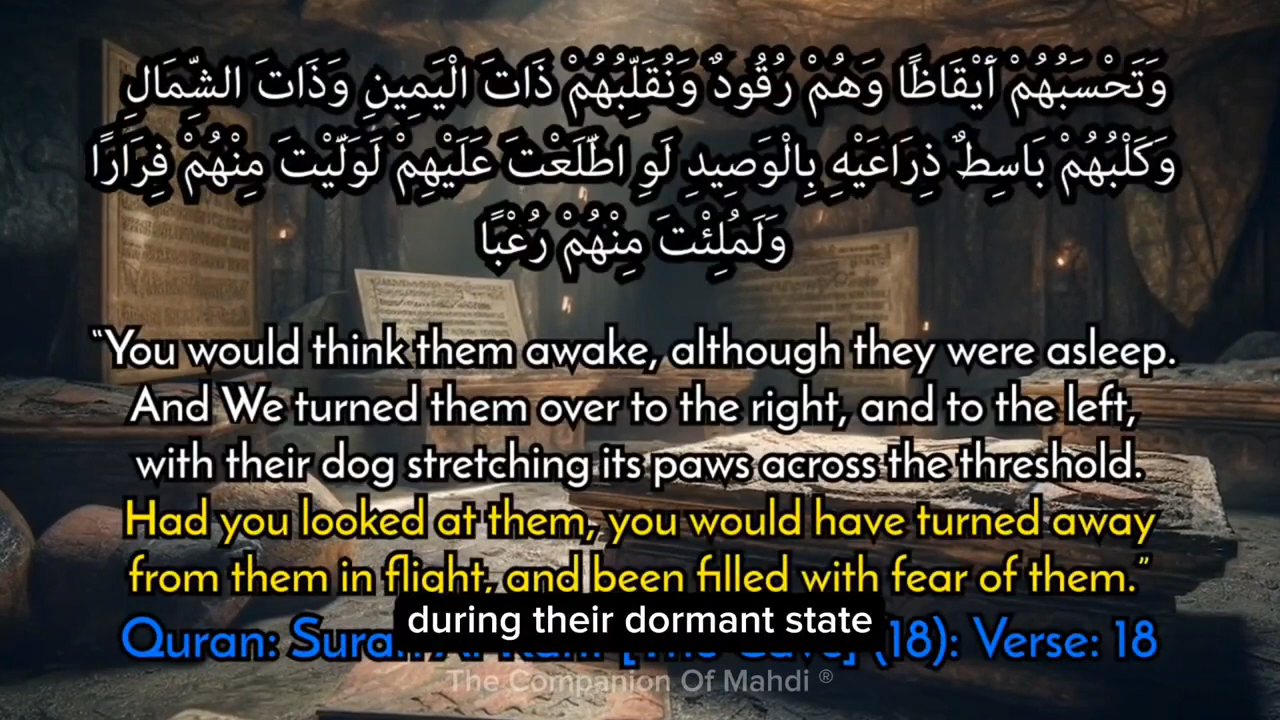 وَتَحْسَبُهُمْ أَيْقَاظًا وَهُمْ رُقُودٌ وَنُقَلِّبُهُمْ ذَاتَ الْيَمِينِ وَذَاتَ الشِّمَالِ
وَكَلْبُهُمْ بَاسِطٌ ذِرَاعَيْهِ بِالْوَصِيدِ لَوِ اطَّلَعْتَ عَلَيْهِمْ لَوَلَّيْتَ مِنْهُمْ فِرَارًا
وَلَمُلِئْتَ مِنْهُمْ رُعْبًا
“You would think them awake, although they were asleep.
And We turned them over to the right, and to the left,
with their dog stretching its paws across the threshold.
Had you looked at them, you would have turned away
from them in flight, and been filled with fear of them.”
during their dormant state
Quran: (18): Verse: 18
The Companion Of Mahdi ®